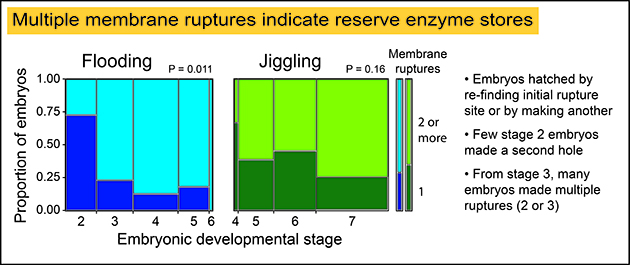 Multiple membrane ruptures indicate reserve enzyme stores
Flooding
P = 0.011
Jiggling
P = 0.16
Membrane
ruptures
Proportion of embryos
1.00
0.75
0.50
0.25
0.00
2 3 4 5 6
4 5 6 7
2 or
more
1
Embryonic developmental stage
• Embryos hatched by
re-finding initial rupture
site or by making another
• Few stage 2 embryos
made a second hole
• From stage 3, many
embryos made multiple
ruptures (2 or 3)